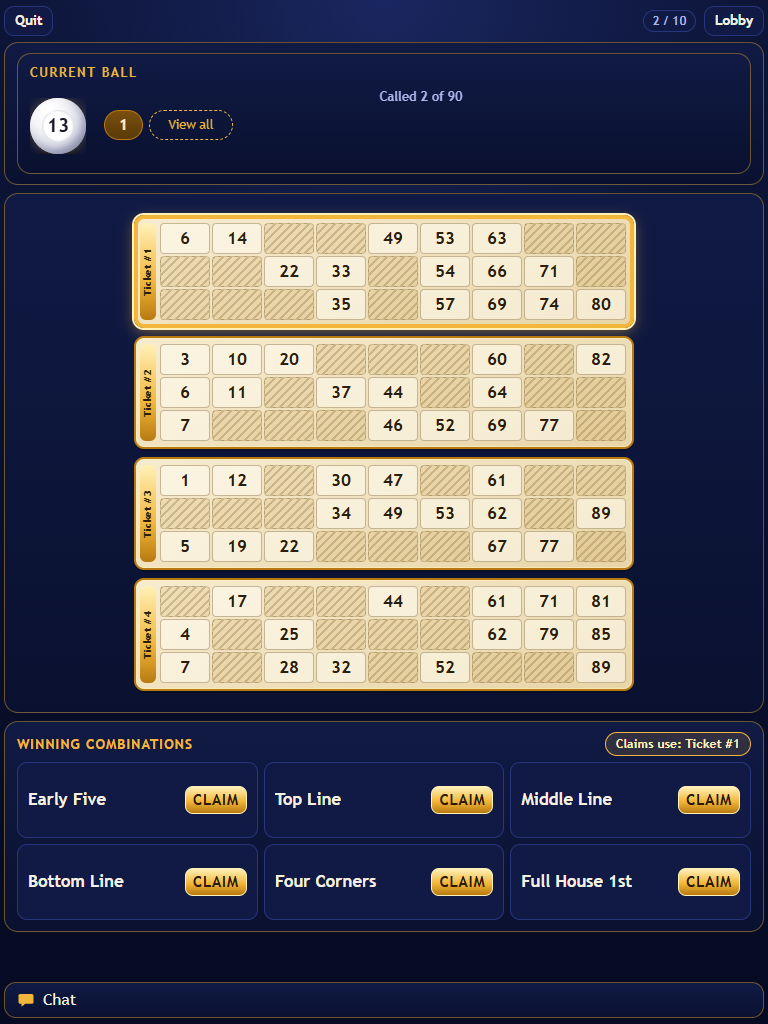 Quit
2 / 10
Lobby
CURRENT BALL
Called 2 of 90
13
1
View all
Ticket #1
6 14 49 53 63
22 33 54 66 71
35 57 69 74 80
Ticket #2
3 10 20 60 82
6 11 37 44 64
7 46 52 69 77
Ticket #3
1 12 30 47 61
34 49 53 62 89
5 19 22 67 77
Ticket #4
17 44 61 71 81
4 25 62 79 85
7 28 32 52 89
WINNING COMBINATIONS
Claims use: Ticket #1
Early Five CLAIM
Top Line CLAIM
Middle Line CLAIM
Bottom Line CLAIM
Four Corners CLAIM
Full House 1st CLAIM
Chat